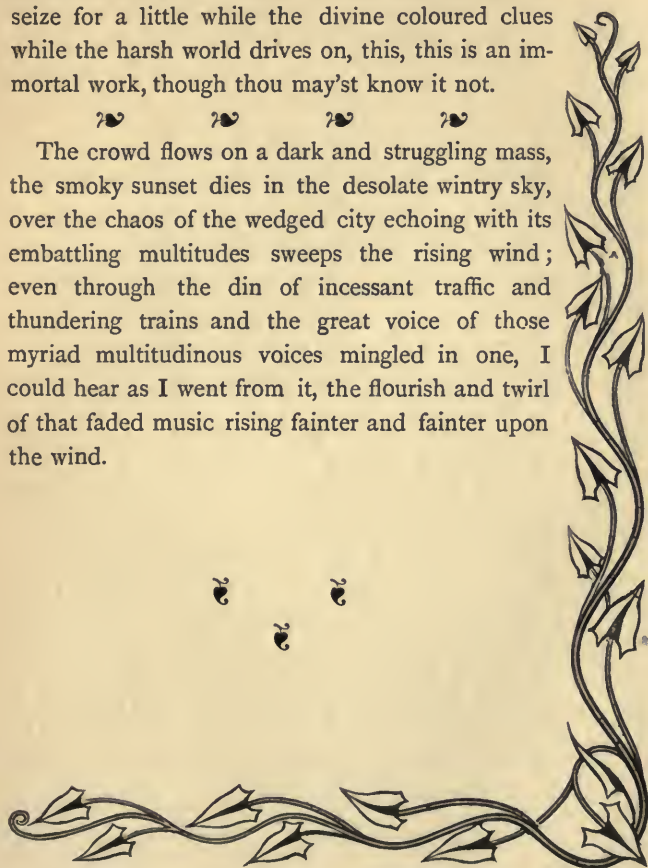 seize for a little while the divine coloured clues
while the harsh world drives on, this, this is an im-
mortal work, though thou may'st know it not.
❧ ❧ ❧ ❧
The crowd flows on a dark and struggling mass,
the smoky sunset dies in the desolate wintry sky,
over the chaos of the wedged city echoing with its
embattling multitudes sweeps the rising wind;
even through the din of incessant traffic and
thundering trains and the great voice of those
myriad multitudinous voices mingled in one, I
could hear as I went from it, the flourish and twirl
of that faded music rising fainter and fainter upon
the wind.